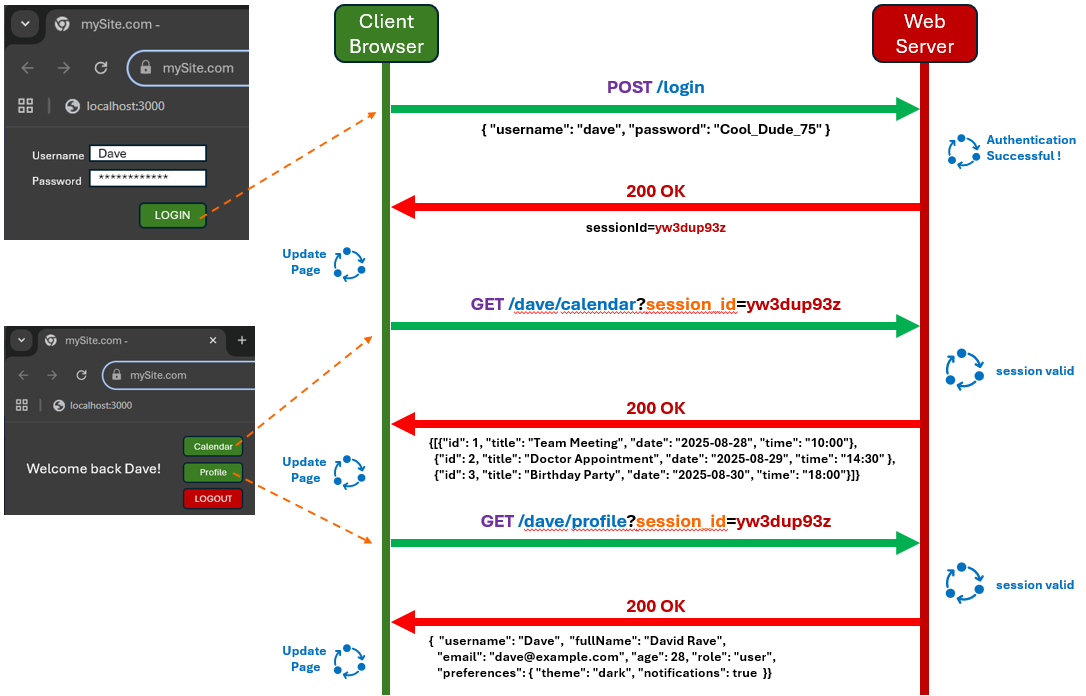 mySite.com -
mySite.com
localhost:3000
Username Dave
Password ************
LOGIN
Client
Browser
Web
Server
POST /login
{ "username": "dave", "password": "Cool_Dude_75" }
Authentication
Successful !
200 OK
sessionId=yw3dup93z
Update
Page
GET /dave/calendar?session_id=yw3dup93z
mySite.com - × +
mySite.com
localhost:3000
Welcome back Dave!
Calendar
Profile
LOGOUT
session valid
200 OK
{[{"id": 1, "title": "Team Meeting", "date": "2025-08-28", "time": "10:00"},
{"id": 2, "title": "Doctor Appointment", "date": "2025-08-29", "time": "14:30" },
{"id": 3, "title": "Birthday Party", "date": "2025-08-30", "time": "18:00"}]}
Update
Page
GET /dave/profile?session_id=yw3dup93z
session valid
200 OK
{ "username": "Dave", "fullName": "David Rave",
"email": "dave@example.com", "age": 28, "role": "user",
"preferences": { "theme": "dark", "notifications": true }}
Update
Page